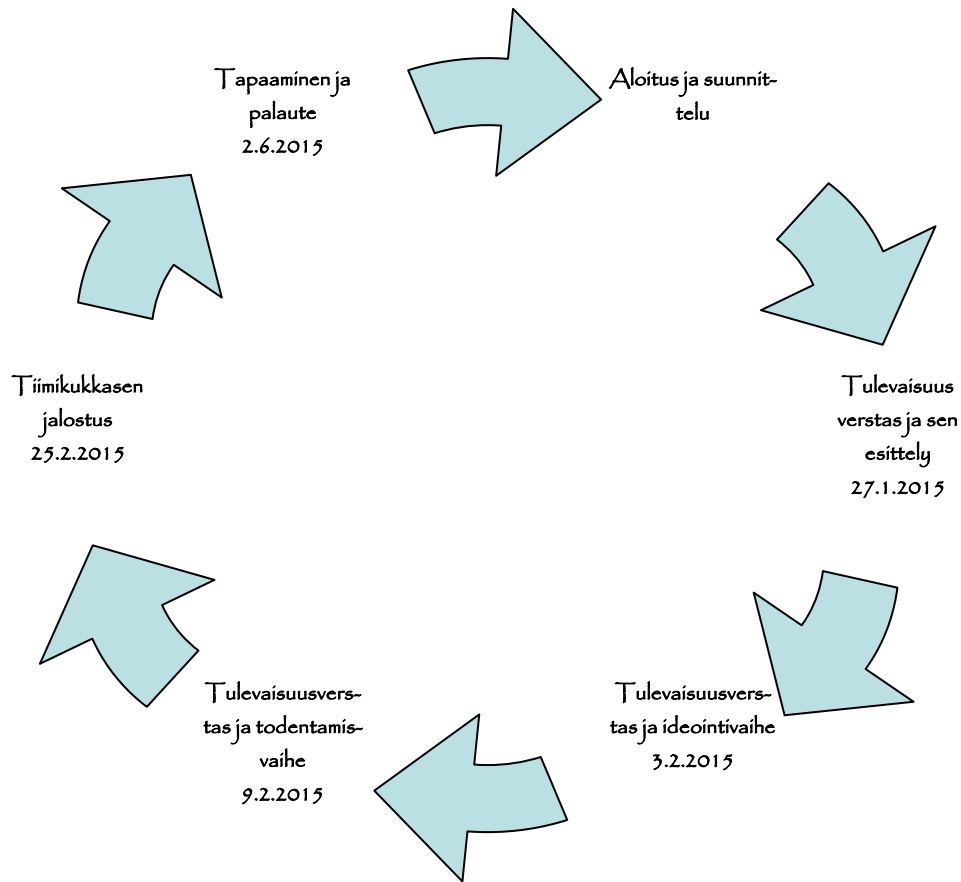 Tapaaminen ja
palaute
2.6.2015
Aloitus ja suunnit-
telu
Tulevaisuus
verstas ja sen
esittely
27.1.2015
Tulevaisuusvers-
tas ja ideointivaihe
3.2.2015
Tulevaisuusvers-
tas ja todentamis-
vaihe
9.2.2015
Tiimikukkasen
jalostus
25.2.2015